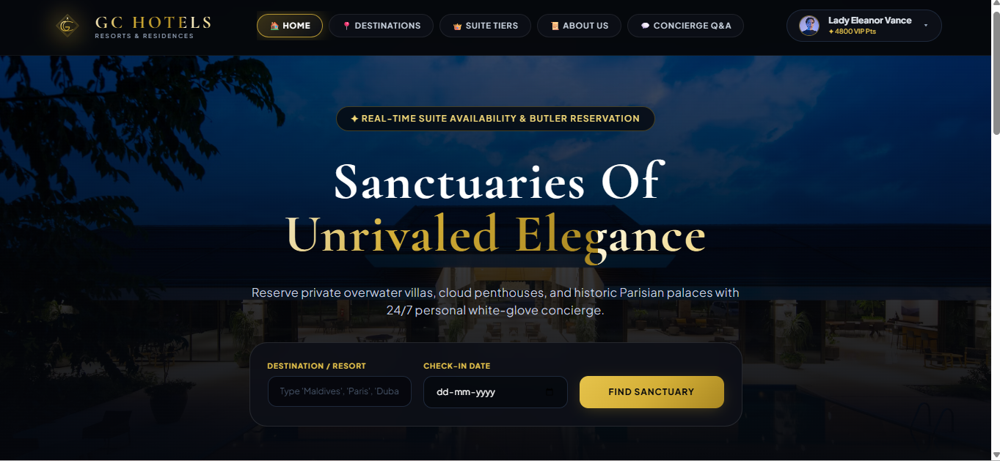 GC HOTELS
RESORTS & RESIDENCES
HOME
DESTINATIONS
SUITE TIERS
ABOUT US
CONCIERGE Q&A
Lady Eleanor Vance
✦ 4800 VIP Pts
✦ REAL-TIME SUITE AVAILABILITY & BUTLER RESERVATION
Sanctuaries Of
Unrivaled Elegance
Reserve private overwater villas, cloud penthouses, and historic Parisian palaces with
24/7 personal white-glove concierge.
DESTINATION / RESORT
CHECK-IN DATE
Type 'Maldives', 'Paris', 'Duba
dd-mm-yyyy
FIND SANCTUARY